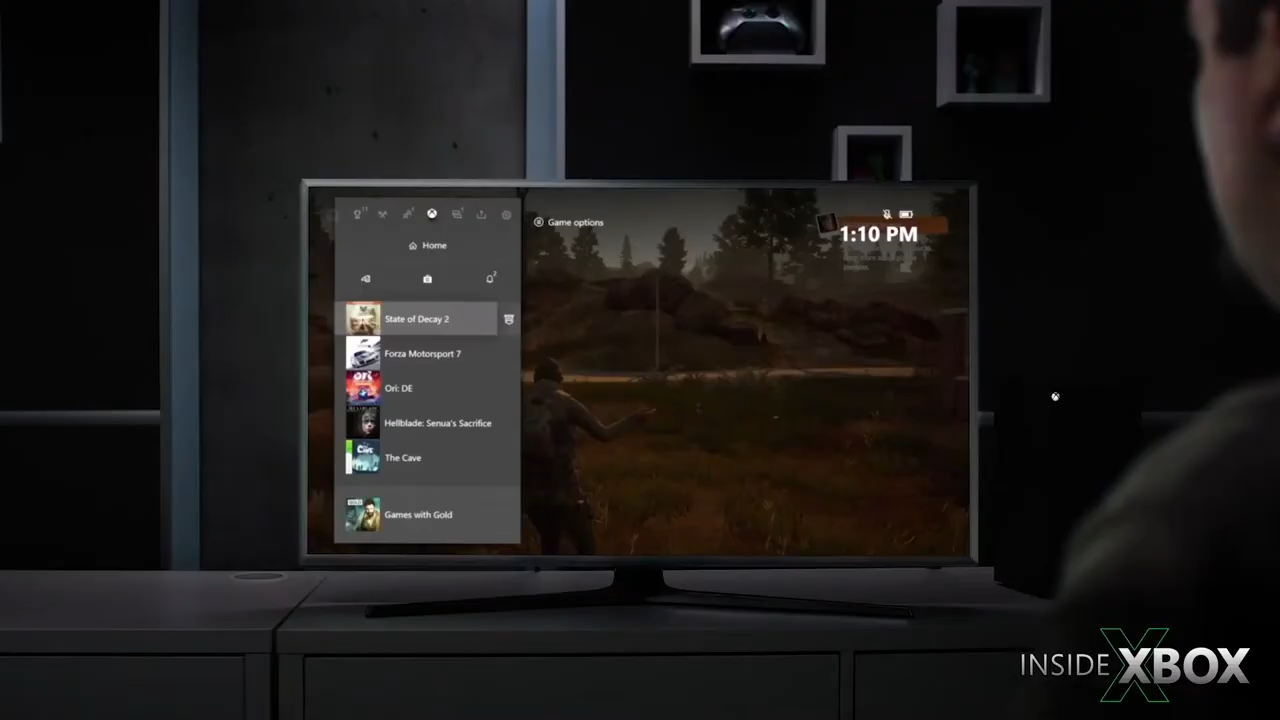 Game options
1:10 PM
Home
2
State of Decay 2
Forza Motorsport 7
Ori: DE
Hellblade: Senua's Sacrifice
The Cave
Games with Gold
INSIDE XBOX